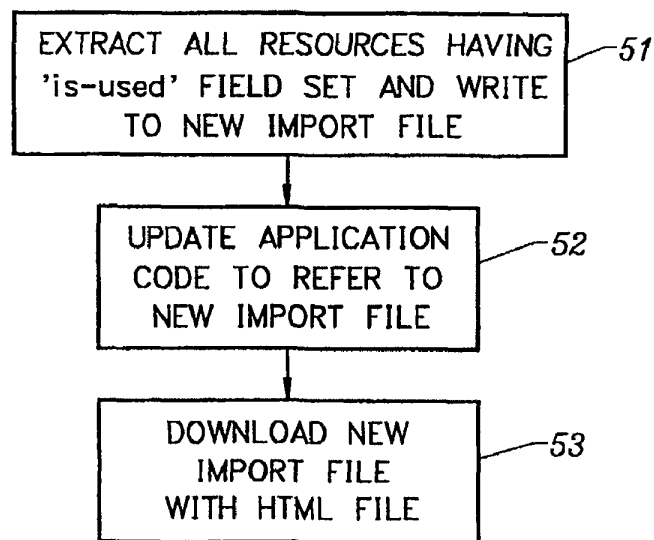 EXTRACT ALL RESOURCES HAVING
'is-used' FIELD SET AND WRITE
TO NEW IMPORT FILE
51
UPDATE APPLICATION
CODE TO REFER TO
NEW IMPORT FILE
52
DOWNLOAD NEW
IMPORT FILE
WITH HTML FILE
53